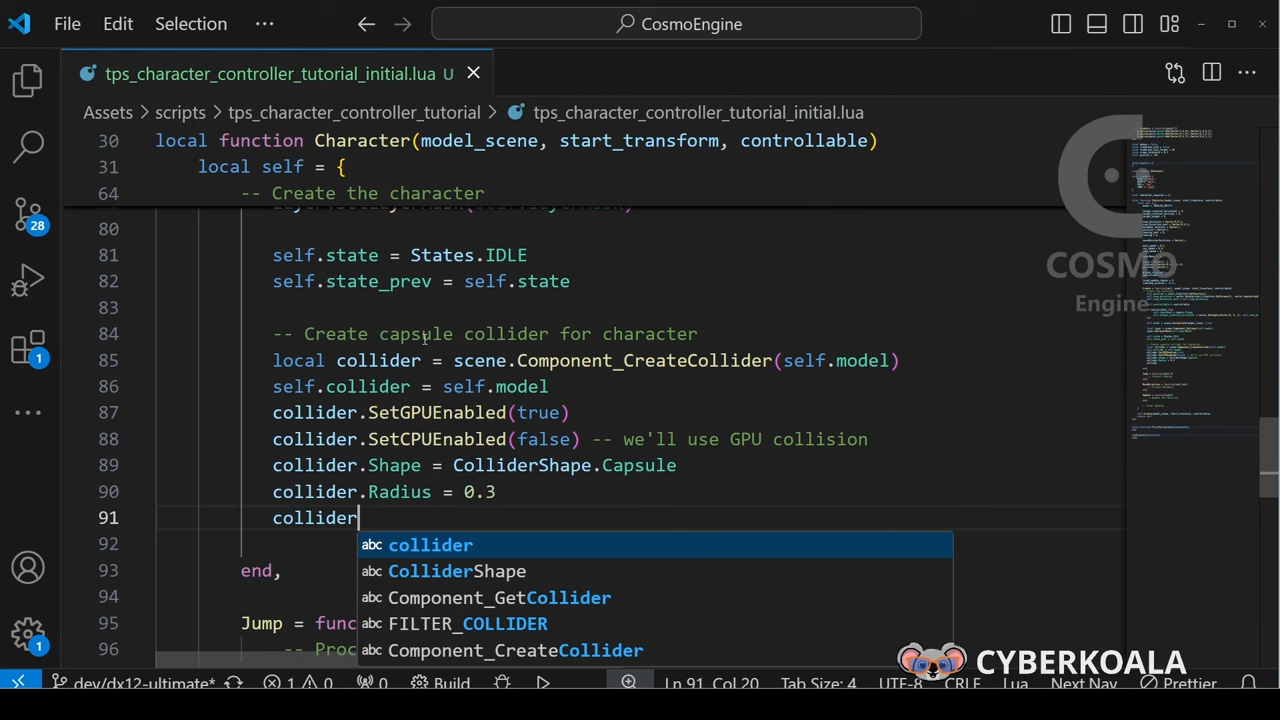 File Edit Selection ··· CosmoEngine
tps_character_controller_tutorial_initial.lua U
Assets > scripts > tps_character_controller_tutorial > tps_character_controller_tutorial_initial.lua
30 local function Character(model_scene, start_transform, controllable)
31 local self = {
64 -- Create the character
80
81 self.state = States.IDLE
82 self.state_prev = self.state
83
84 -- Create capsule collider for character
85 local collider = scene.Component_CreateCollider(self.model)
86 self.collider = self.model
87 collider.SetGPUEnabled(true)
88 collider.SetCPUEnabled(false) -- we'll use GPU collision
89 collider.Shape = ColliderShape.Capsule
90 collider.Radius = 0.3
91 collider
92
abc collider
abc ColliderShape
93 end,
94
abc Component_GetCollider
95 Jump = func
abc FILTER_COLLIDER
96 -- Proc
abc Component_CreateCollider
28
1
1
COSMO
Engine
CYBERKOALA
dev/dx12-ultimate* 1 0 0 Build Ln 91, Col 20 Tab Size: 4 UTF-8 CRLF Lua Next Nav Prettier